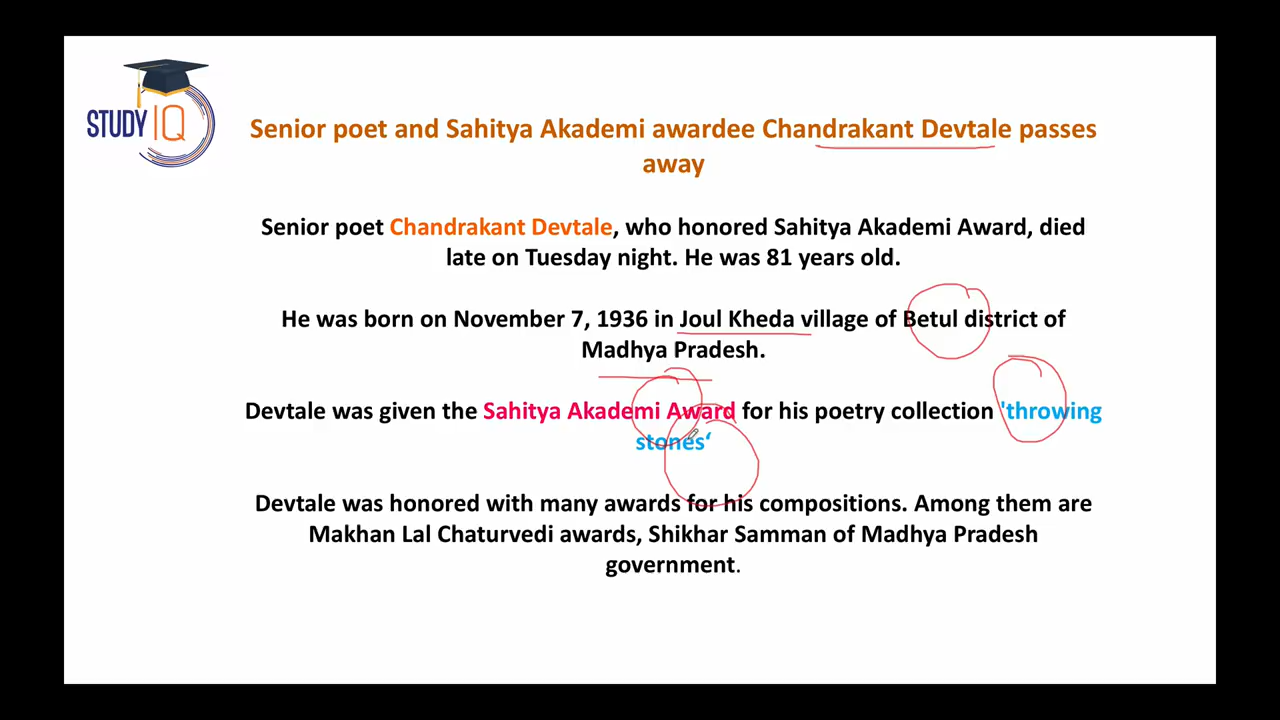 STUDY IQ
Senior poet and Sahitya Akademi awardee Chandrakant Devtale passes
away
Senior poet Chandrakant Devtale, who honored Sahitya Akademi Award, died
late on Tuesday night. He was 81 years old.
He was born on November 7, 1936 in Joul Kheda village of Betul district of
Madhya Pradesh.
Devtale was given the Sahitya Akademi Award for his poetry collection 'throwing
stones‘
Devtale was honored with many awards for his compositions. Among them are
Makhan Lal Chaturvedi awards, Shikhar Samman of Madhya Pradesh
government.